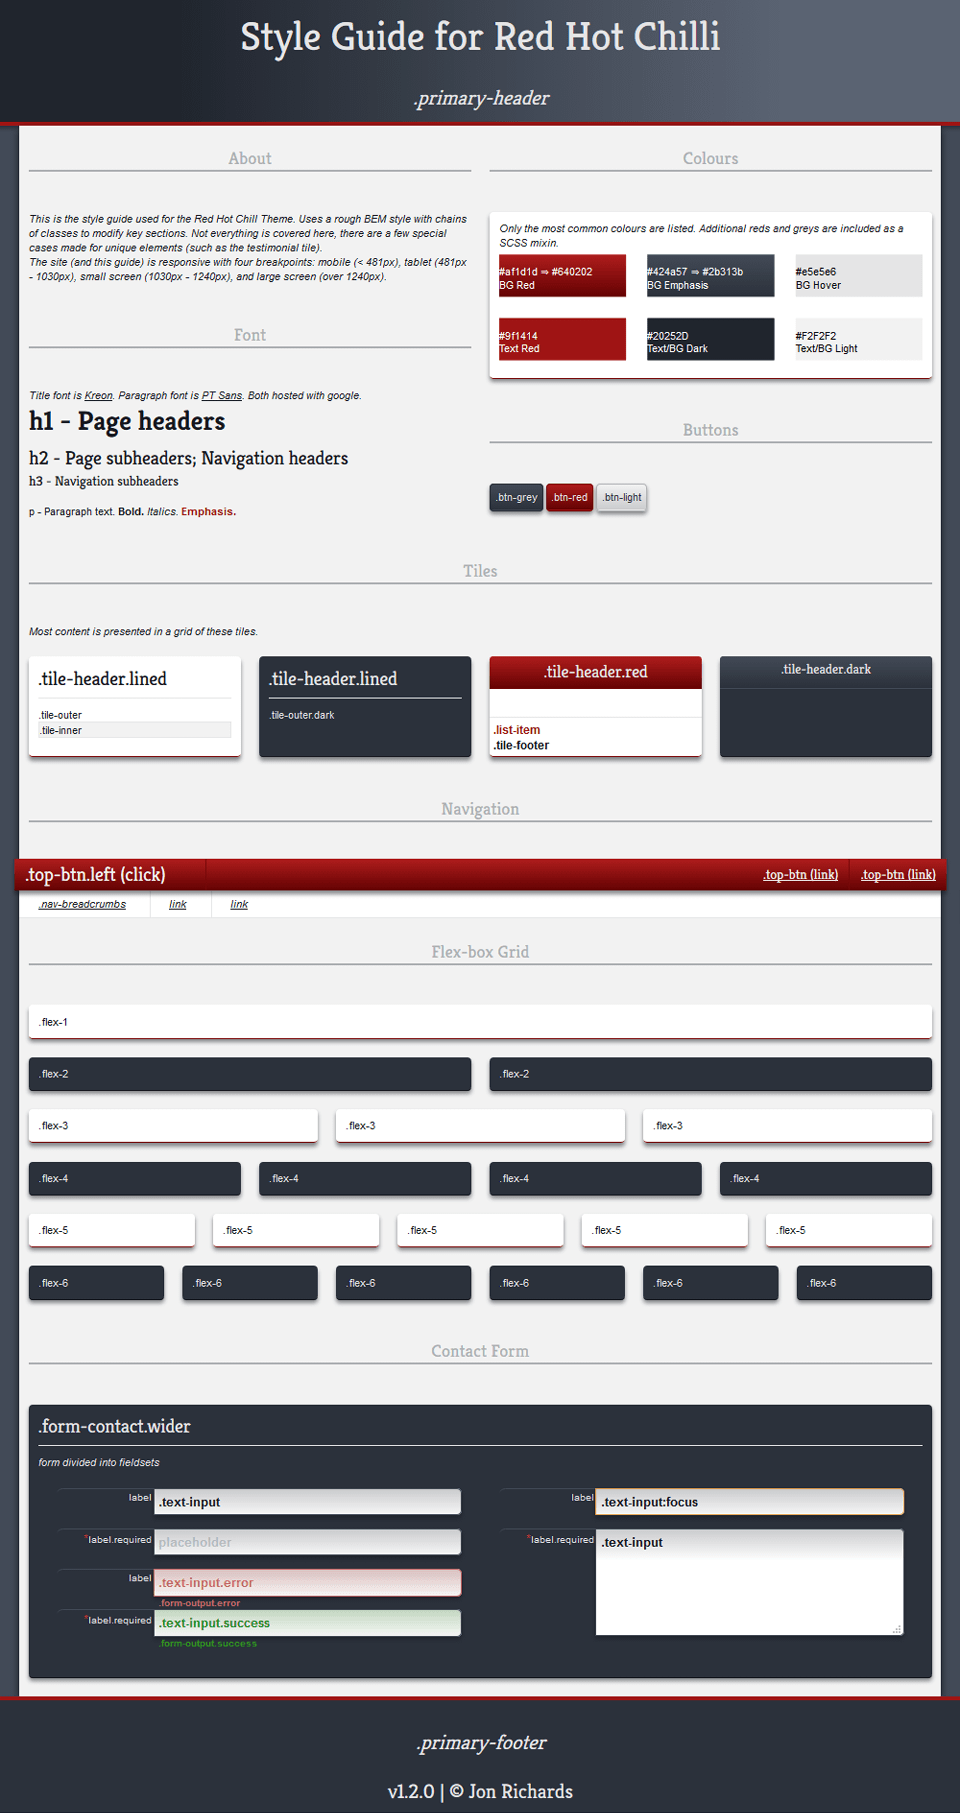 Style Guide for Red Hot Chilli
.primary-header
About
This is the style guide used for the Red Hot Chill Theme. Uses a rough BEM style with chains
of classes to modify key sections. Not everything is covered here, there are a few special
cases made for unique elements (such as the testimonial tile).
The site (and this guide) is responsive with four breakpoints: mobile (< 481px), tablet (481px
- 1030px), small screen (1030px - 1240px), and large screen (over 1240px).
Font
Title font is Kreon. Paragraph font is PT Sans. Both hosted with google.
h1 - Page headers
h2 - Page subheaders; Navigation headers
h3 - Navigation subheaders
p - Paragraph text. Bold. Italics. Emphasis.
Colours
Only the most common colours are listed. Additional reds and greys are included as a
SCSS mixin.
#af1d1d ⇒ #640202
BG Red
#424a57 ⇒ #2b313b
BG Emphasis
#e5e5e6
BG Hover
#9f1414
Text Red
#20252D
Text/BG Dark
#F2F2F2
Text/BG Light
Buttons
.btn-grey .btn-red .btn-light
Tiles
Most content is presented in a grid of these tiles.
.tile-header.lined
.tile-outer
.tile-inner
.tile-header.lined
.tile-outer.dark
.tile-header.red
.list-item
.tile-footer
.tile-header.dark
Navigation
.top-btn.left (click) .top-btn (link) .top-btn (link)
.nav-breadcrumbs link link
Flex-box Grid
.flex-1
.flex-2 .flex-2
.flex-3 .flex-3 .flex-3
.flex-4 .flex-4 .flex-4 .flex-4
.flex-5 .flex-5 .flex-5 .flex-5 .flex-5
.flex-6 .flex-6 .flex-6 .flex-6 .flex-6 .flex-6
Contact Form
.form-contact.wider
form divided into fieldsets
label .text-input
*label.required placeholder
label .text-input.error
.form-output.error
*label.required .text-input.success
.form-output.success
label .text-input:focus
*label.required .text-input
.primary-footer
v1.2.0 | © Jon Richards